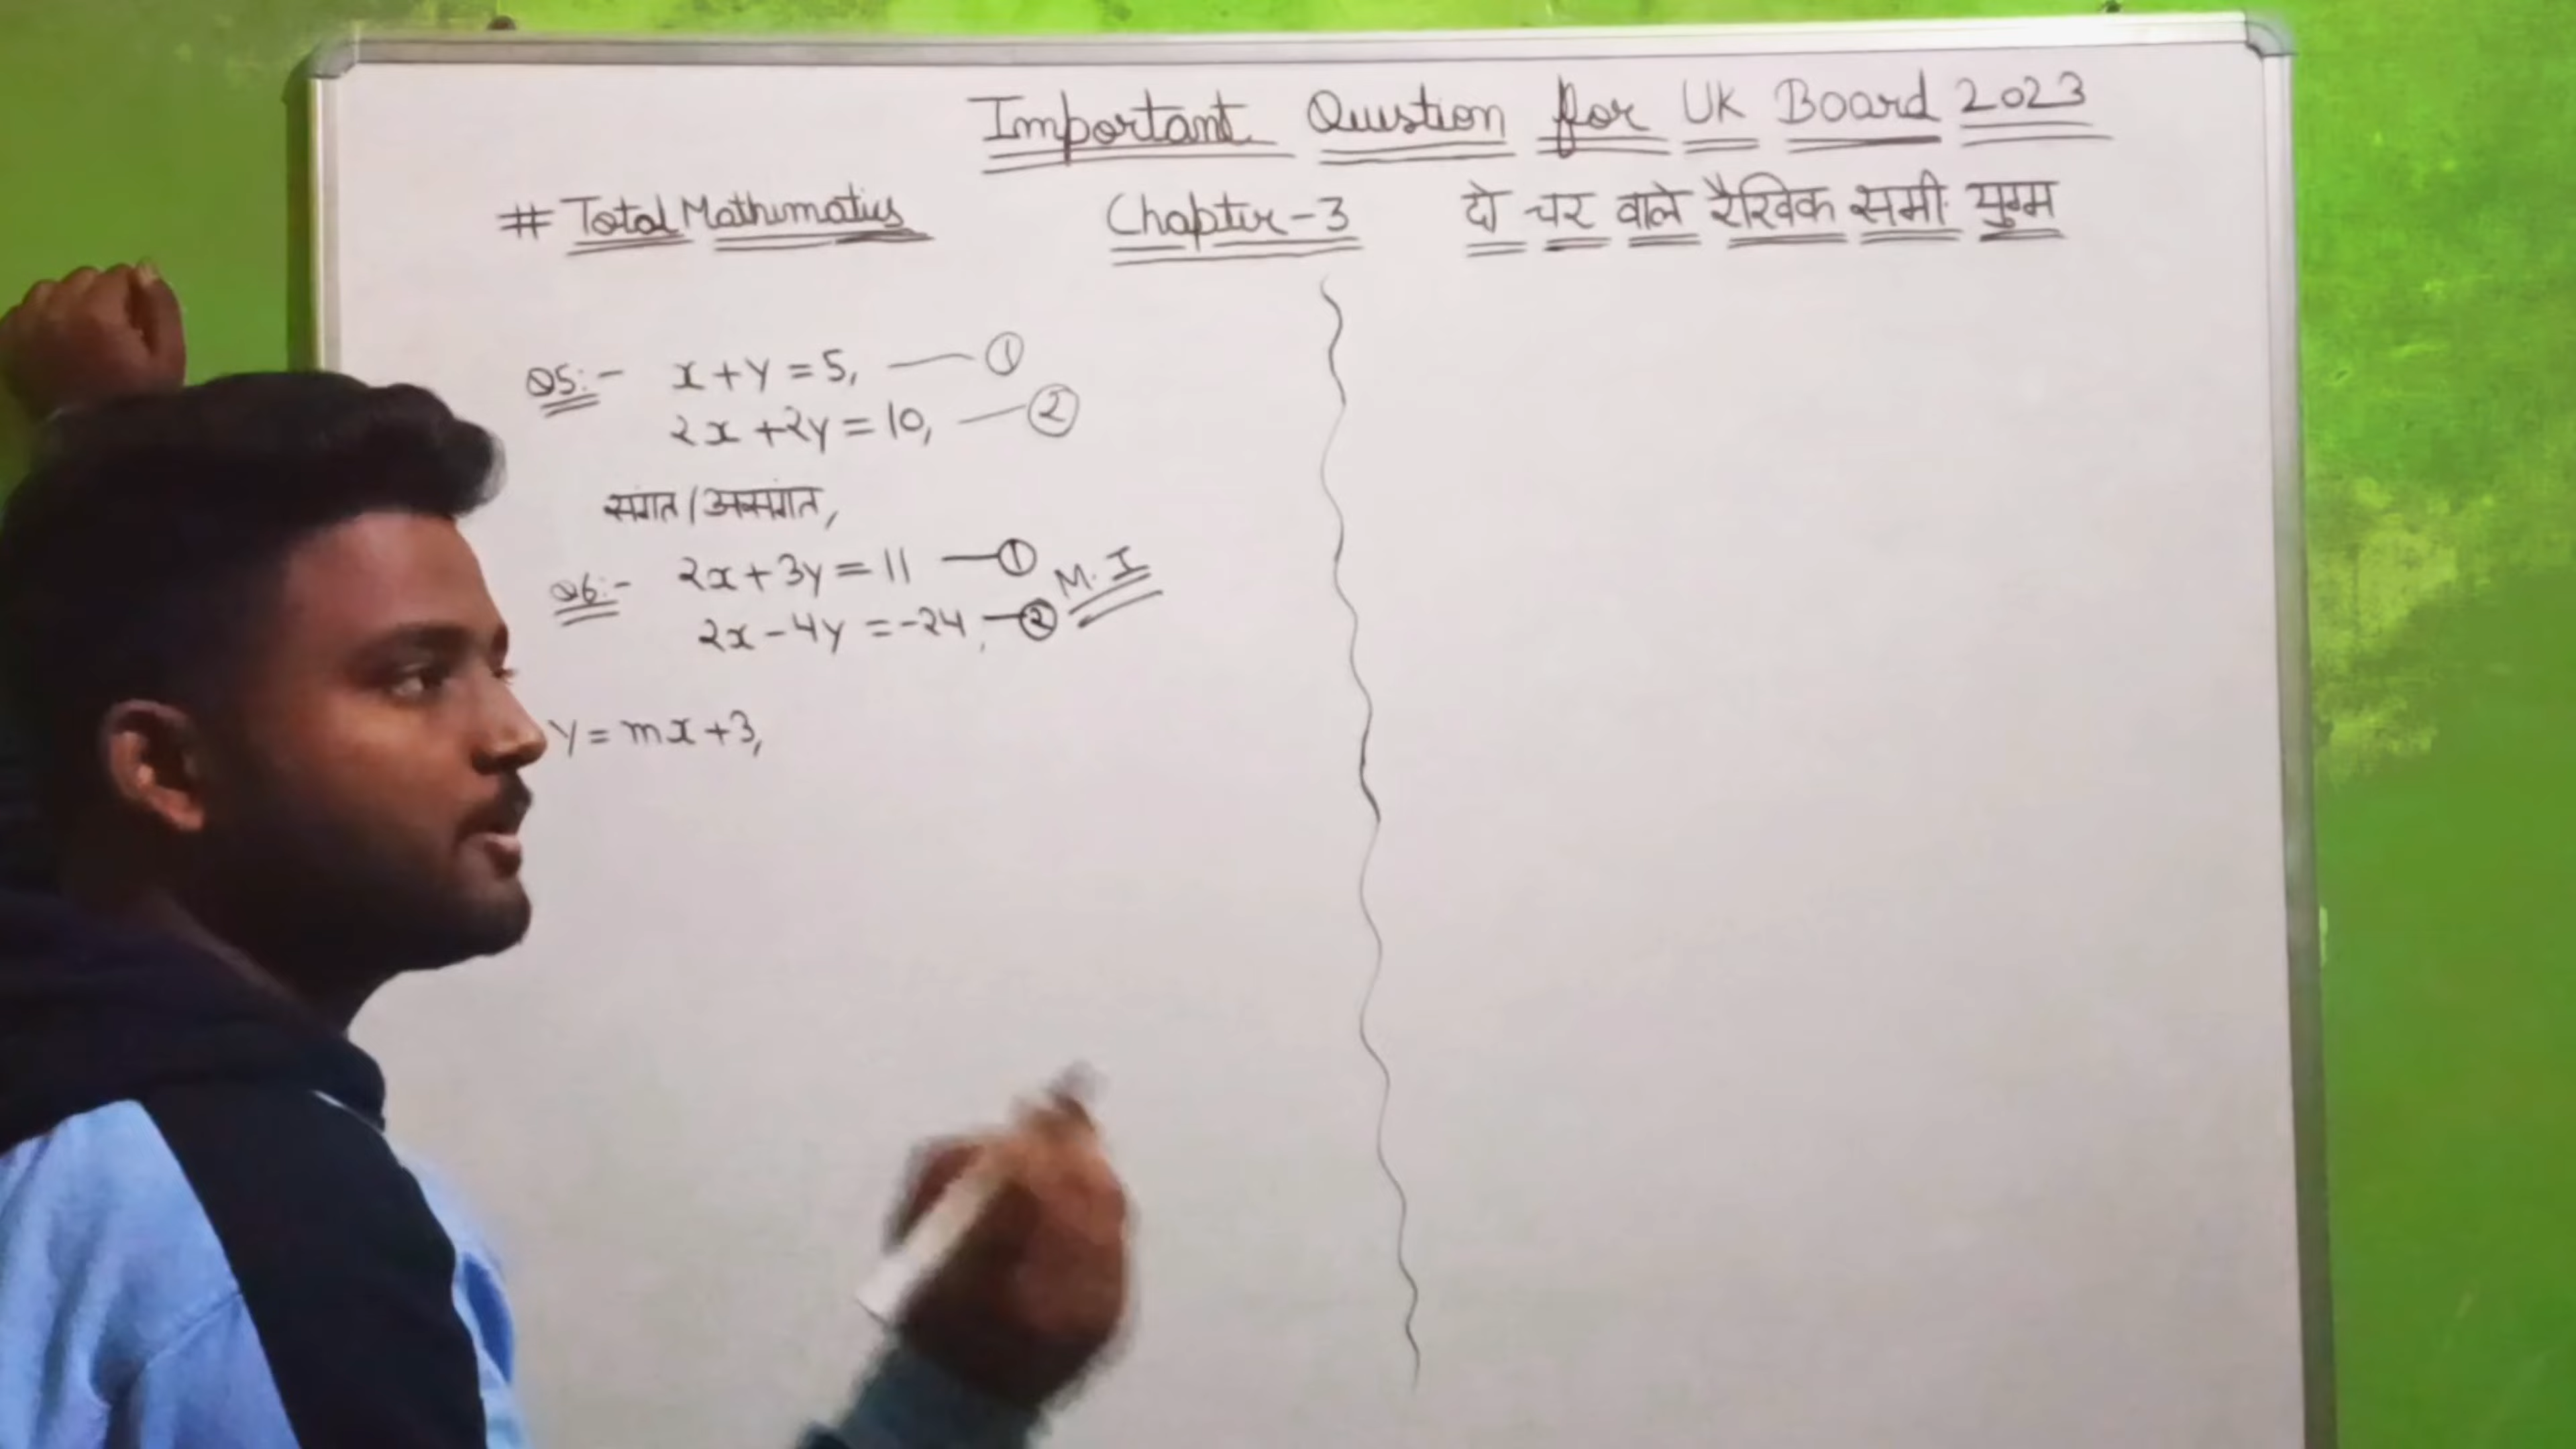 Important Question for UK Board 2023
# Total Mathematics Chapter-3 दो चर वाले रैखिक समी. युग्म
Q5:- x+y=5, — ①
2x+2y=10, — ②
संगत/असंगत,
Q6:- 2x+3y=11 — ①
2x-4y=-24, — ② M.I
y=mx+3,